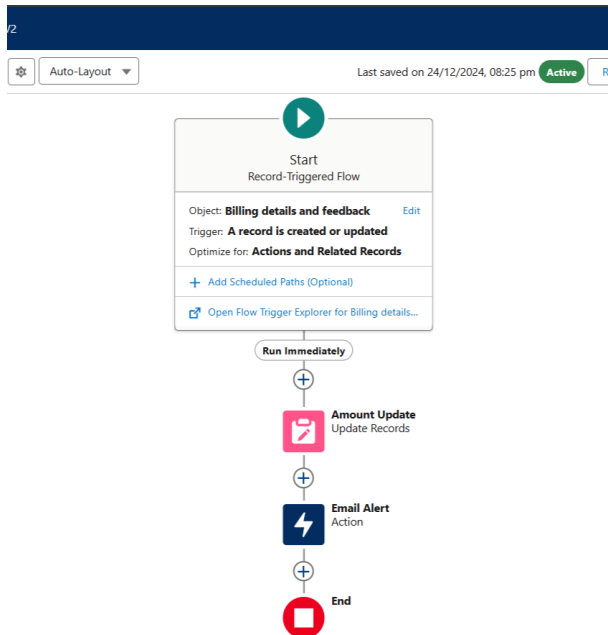 /2
Auto-Layout
Last saved on 24/12/2024, 08:25 pm
Active
R
Start
Record-Triggered Flow
Object: Billing details and feedback
Edit
Trigger: A record is created or updated
Optimize for: Actions and Related Records
+ Add Scheduled Paths (Optional)
Open Flow Trigger Explorer for Billing details...
Run Immediately
Amount Update
Update Records
Email Alert
Action
End